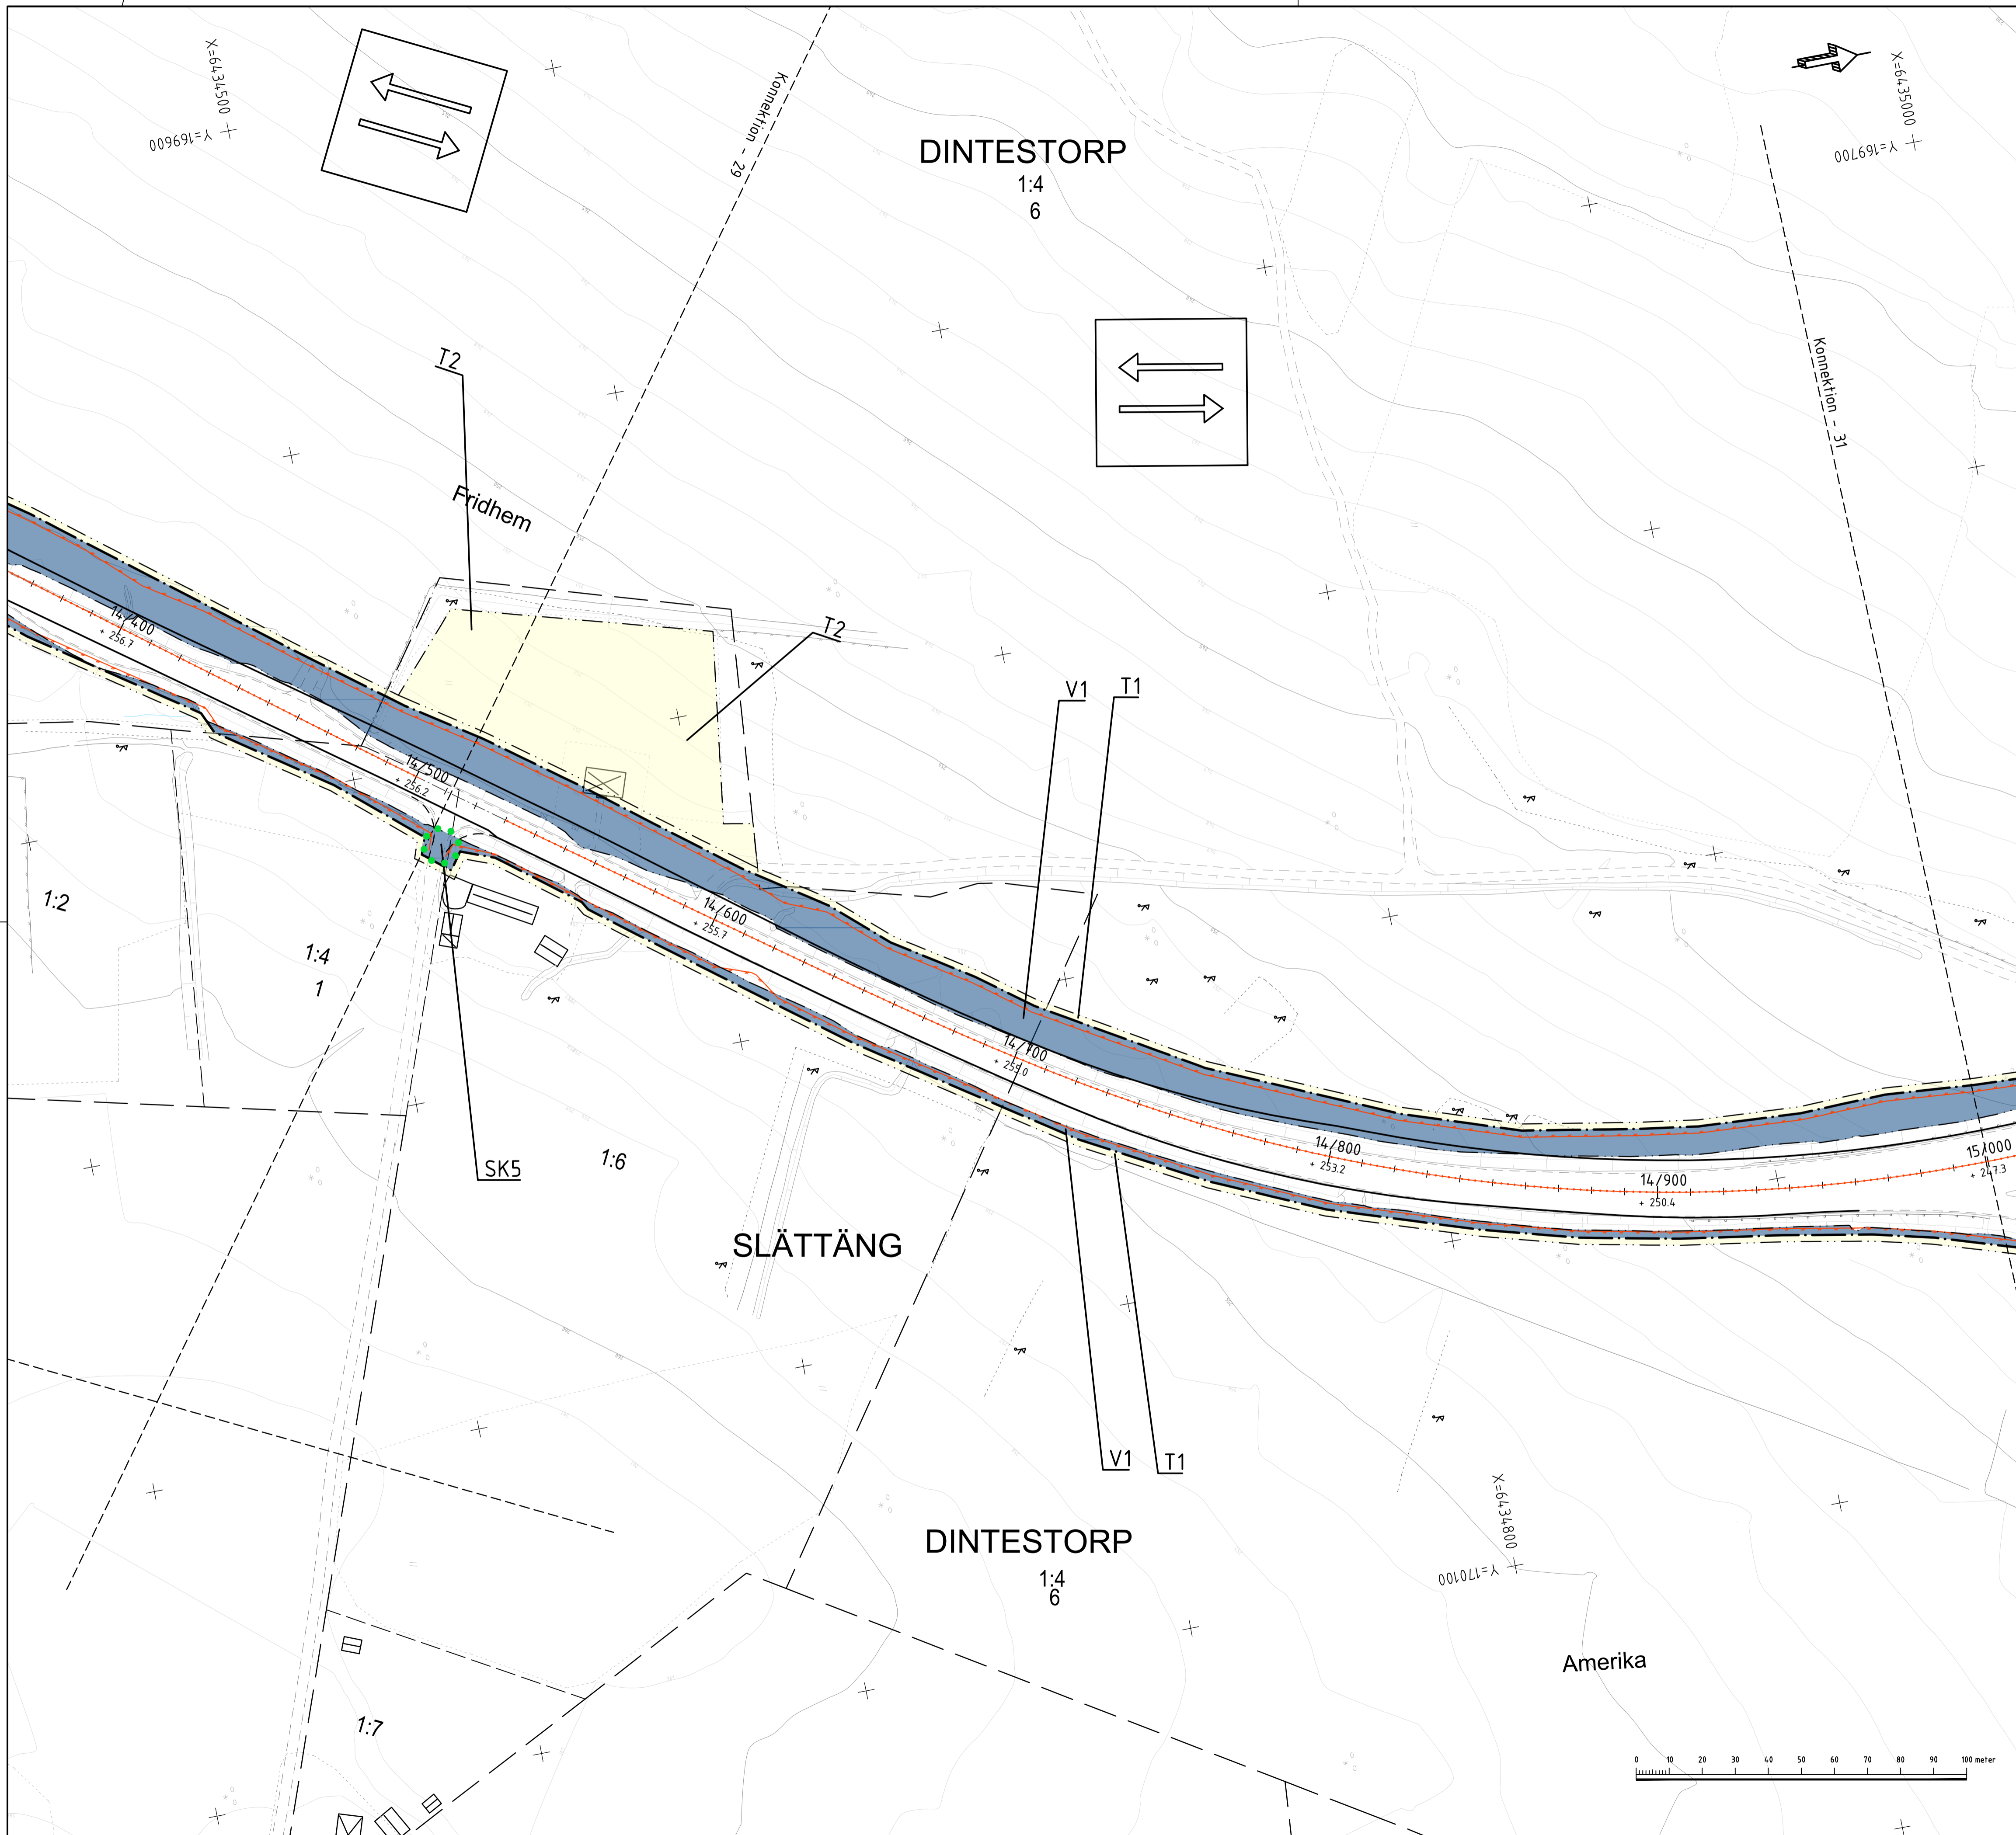 X=6434500
Y=169600
Konnektion - 29
DINTESTORP
1:4
6
X=6435000
Y=169700
Konnektion - 31
T2
Fridhem
T2
V1
T1
14/400
+ 256.7
14/500
+ 256.2
14/600
+ 255.7
14/700
+ 255.0
14/800
+ 253.2
14/900
+ 250.4
15/000
+ 247.3
1:2
1:4
1
1:6
SK5
SLÄTTÄNG
V1
T1
DINTESTORP
1:4
6
X=6434800
Y=170100
Amerika
1:7
0 10 20 30 40 50 60 70 80 90 100 meter